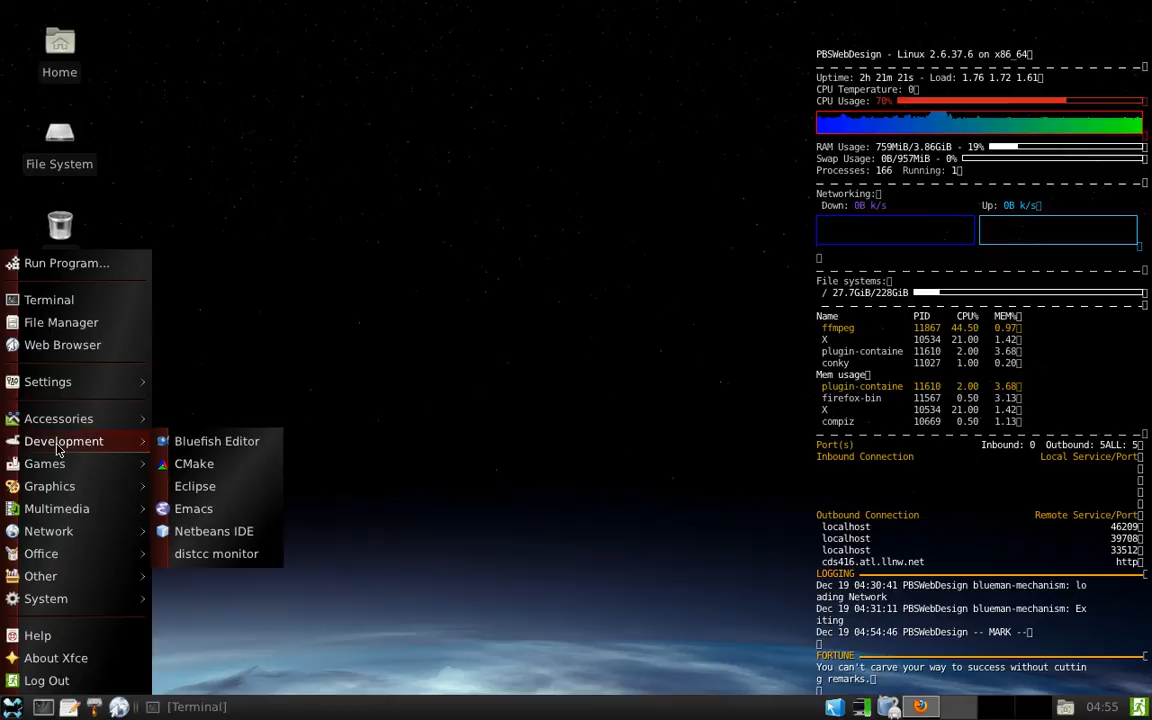 Home
File System
Run Program...
Terminal
File Manager
Web Browser
Settings
Accessories
Development
Games
Graphics
Multimedia
Network
Office
Other
System
Help
About Xfce
Log Out
Bluefish Editor
CMake
Eclipse
Emacs
Netbeans IDE
distcc monitor
PBSWebDesign - Linux 2.6.37.6 on x86_64
Uptime: 2h 21m 21s - Load: 1.76 1.72 1.61
CPU Temperature: 0
CPU Usage: 70%
RAM Usage: 759MiB/3.86GiB - 19%
Swap Usage: 0B/957MiB - 0%
Processes: 166 Running: 1
Networking:
Down: 0B k/s Up: 0B k/s
File systems:
/ 27.7GiB/228GiB
Name PID CPU% MEM%
ffmpeg 11867 44.50 0.97
X 10534 21.00 1.42
plugin-containe 11610 2.00 3.68
conky 11027 1.00 0.20
Mem usage
plugin-containe 11610 2.00 3.68
firefox-bin 11567 0.50 3.13
X 10534 21.00 1.42
compiz 10669 0.50 1.13
Port(s) Inbound: 0 Outbound: 5ALL: 5
Inbound Connection Local Service/Port
Outbound Connection Remote Service/Port
localhost 46209
localhost 39708
localhost 33512
cds416.atl.llnw.net http
LOGGING
Dec 19 04:30:41 PBSWebDesign blueman-mechanism: lo
ading Network
Dec 19 04:31:11 PBSWebDesign blueman-mechanism: Ex
iting
Dec 19 04:54:46 PBSWebDesign -- MARK --
FORTUNE
You can't carve your way to success without cuttin
g remarks.
[Terminal]
04:55